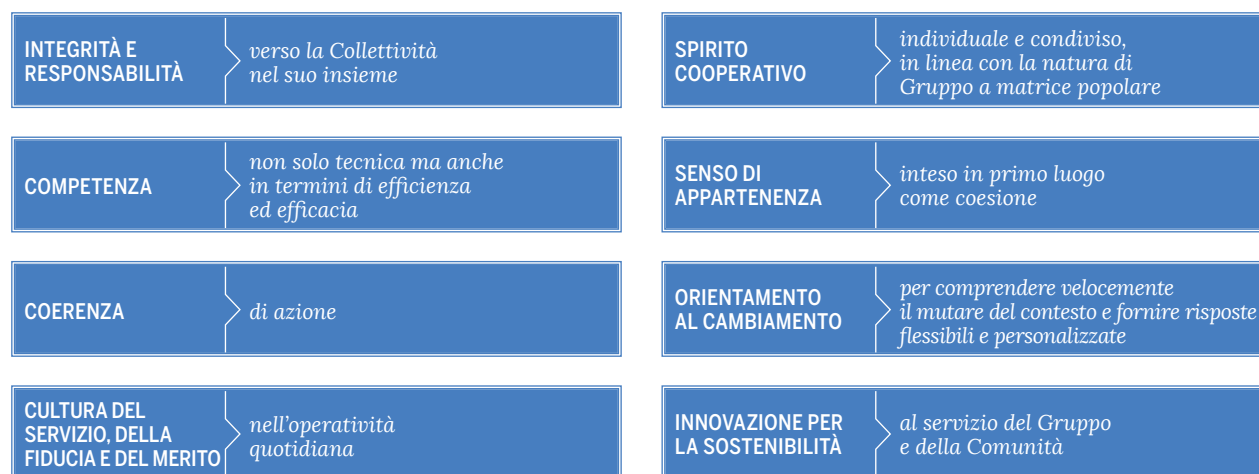 INTEGRITÀ E
RESPONSABILITÀ
verso la Collettività
nel suo insieme
SPIRITO
COOPERATIVO
individuale e condiviso,
in linea con la natura di
Gruppo a matrice popolare
COMPETENZA
non solo tecnica ma anche
in termini di efficienza
ed efficacia
SENSO DI
APPARTENENZA
inteso in primo luogo
come coesione
COERENZA
di azione
ORIENTAMENTO
AL CAMBIAMENTO
per comprendere velocemente
il mutare del contesto e fornire risposte
flessibili e personalizzate
CULTURA DEL
SERVIZIO, DELLA
FIDUCIA E DEL MERITO
nell'operatività
quotidiana
INNOVAZIONE PER
LA SOSTENIBILITÀ
al servizio del Gruppo
e della Comunità